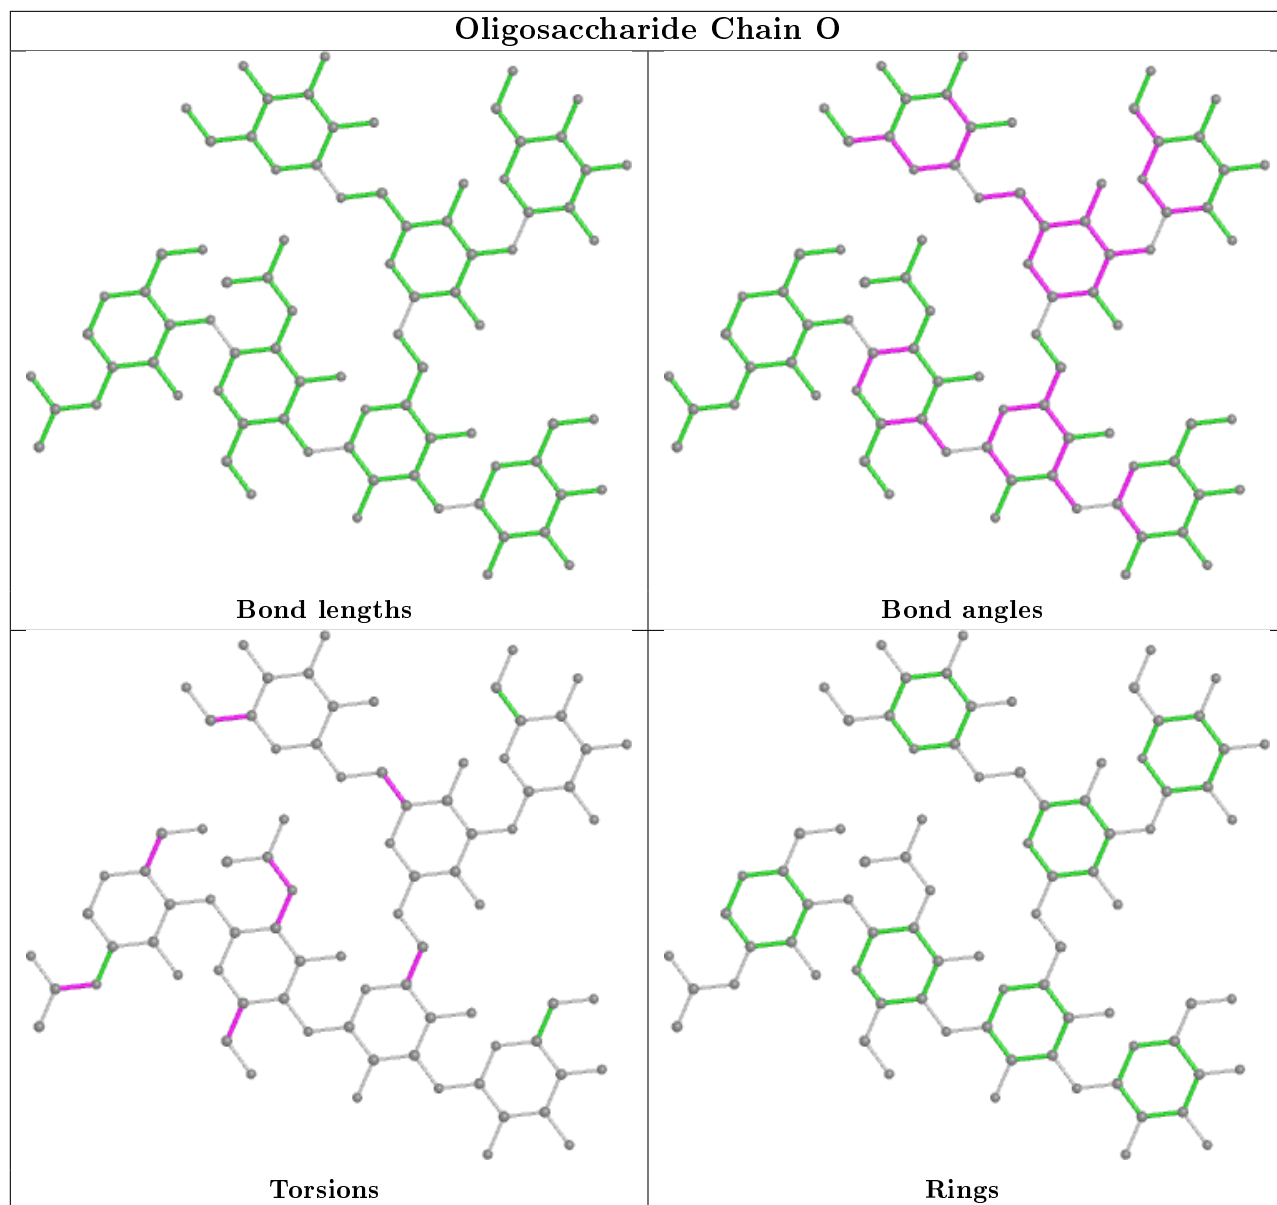 Oligosaccharide Chain O
Bond lengths
Bond angles
Torsions
Rings